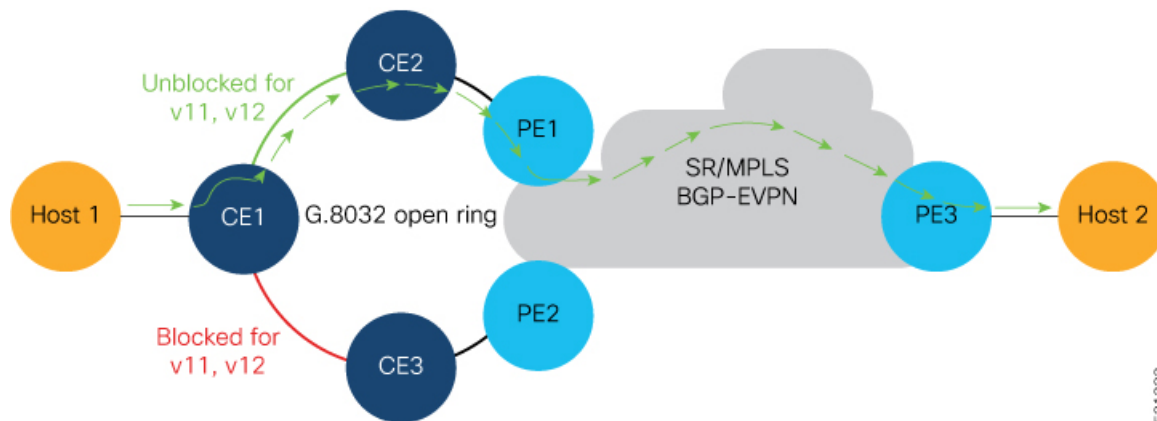 CE2
Unblocked for
v11, v12
PE1
SR/MPLS
BGP-EVPN
Host 1
CE1
G.8032 open ring
PE3
Host 2
PE2
Blocked for
v11, v12
CE3